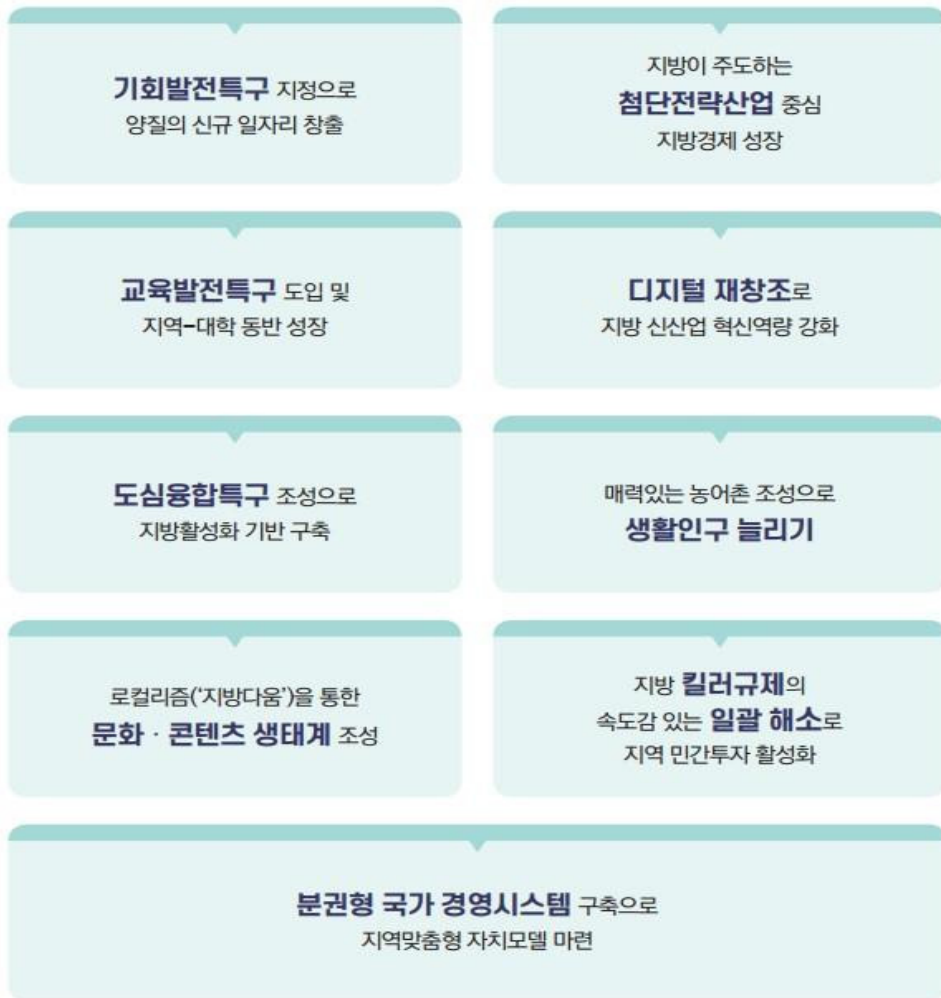 기회발전특구 지정으로
양질의 신규 일자리 창출
지방이 주도하는
첨단전략산업 중심
지방경제 성장
교육발전특구 도입 및
지역-대학 동반 성장
디지털 재창조로
지방 신산업 혁신역량 강화
도심융합특구 조성으로
지방활성화 기반 구축
매력있는 농어촌 조성으로
생활인구 늘리기
로컬리즘('지방다움')을 통한
문화 · 콘텐츠 생태계 조성
지방 킬러규제의
속도감 있는 일괄 해소로
지역 민간투자 활성화
분권형 국가 경영시스템 구축으로
지역맞춤형 자치모델 마련